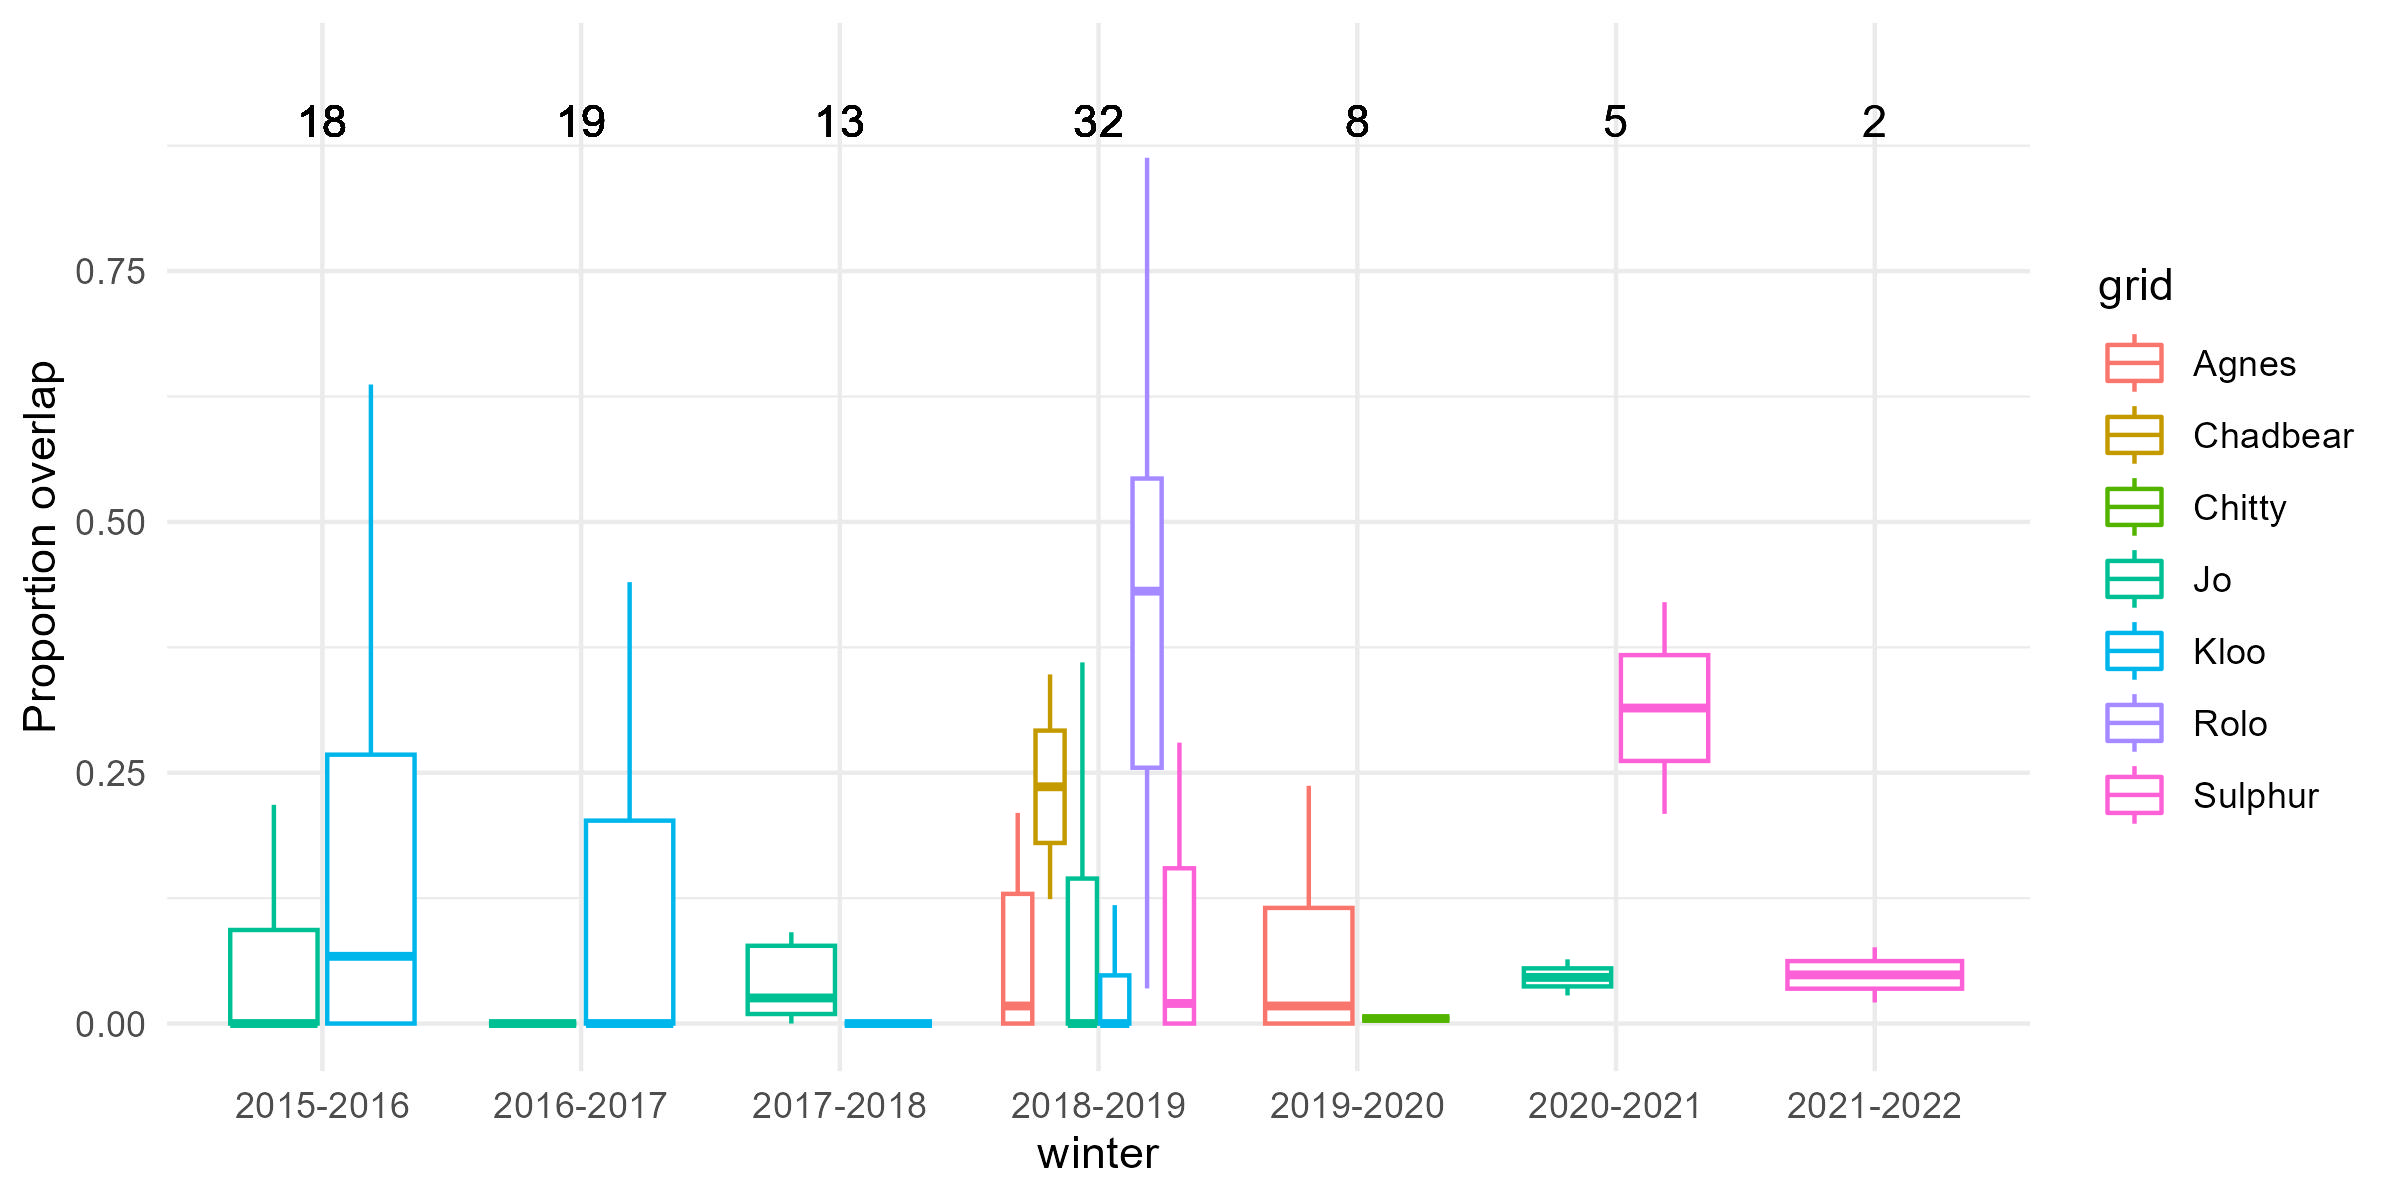 18 19 13 32 8 5 2
0.75
0.50
0.25
0.00
Proportion overlap
2015-2016 2016-2017 2017-2018 2018-2019 2019-2020 2020-2021 2021-2022
winter
grid
Agnes
Chadbear
Chitty
Jo
Kloo
Rolo
Sulphur